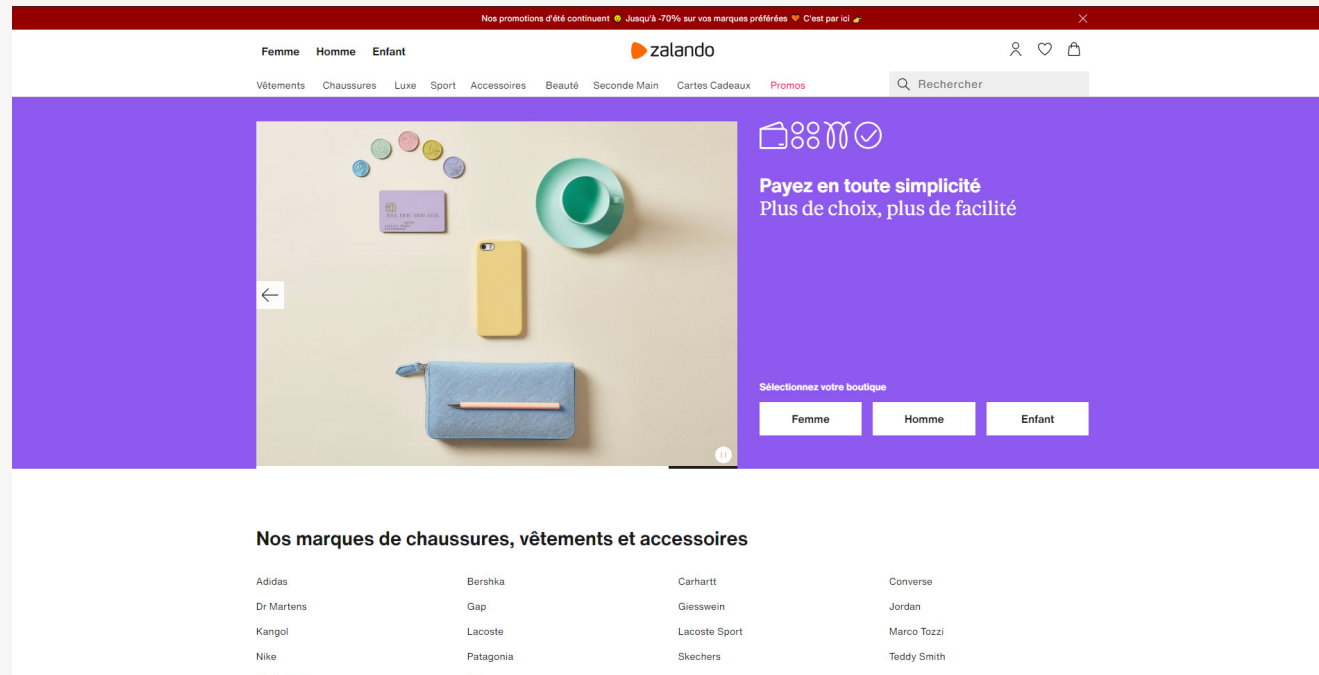 Nos promotions d'été continuent 🤩 Jusqu'à -70% sur vos marques préférées 🧡 C'est par ici 👉
Femme Homme Enfant
zalando
Vêtements Chaussures Luxe Sport Accessoires Beauté Seconde Main Cartes Cadeaux Promos
Rechercher
Payez en toute simplicité
Plus de choix, plus de facilité
Sélectionnez votre boutique
Femme Homme Enfant
Nos marques de chaussures, vêtements et accessoires
Adidas Bershka Carhartt Converse
Dr Martens Gap Giesswein Jordan
Kangol Lacoste Lacoste Sport Marco Tozzi
Nike Patagonia Skechers Teddy Smith